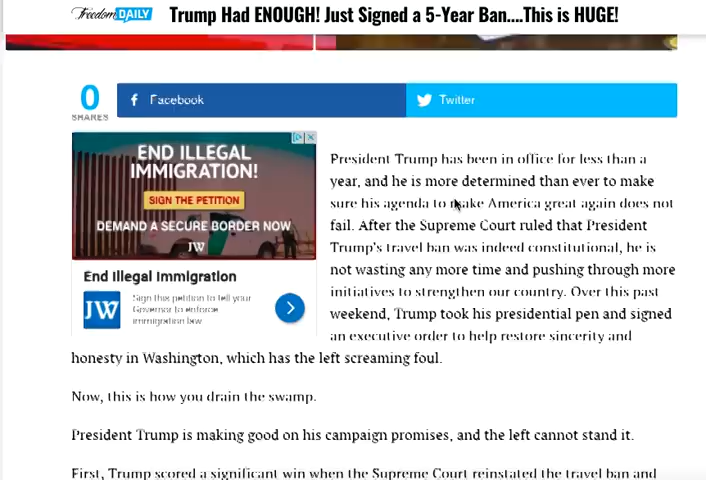 Freedom DAILY Trump Had ENOUGH! Just Signed a 5-Year Ban....This is HUGE!
0
SHARES
Facebook
Twitter
END ILLEGAL
IMMIGRATION!
SIGN THE PETITION
DEMAND A SECURE BORDER NOW
JW
End Illegal Immigration
JW
Sign this petition to tell your
Governor to enforce
immigration law
President Trump has been in office for less than a
year, and he is more determined than ever to make
sure his agenda to make America great again does not
fail. After the Supreme Court ruled that President
Trump's travel ban was indeed constitutional, he is
not wasting any more time and pushing through more
initiatives to strengthen our country. Over this past
weekend, Trump took his presidential pen and signed
an executive order to help restore sincerity and
honesty in Washington, which has the left screaming foul.
Now, this is how you drain the swamp.
President Trump is making good on his campaign promises, and the left cannot stand it.
First, Trump scored a significant win when the Supreme Court reinstated the travel ban and